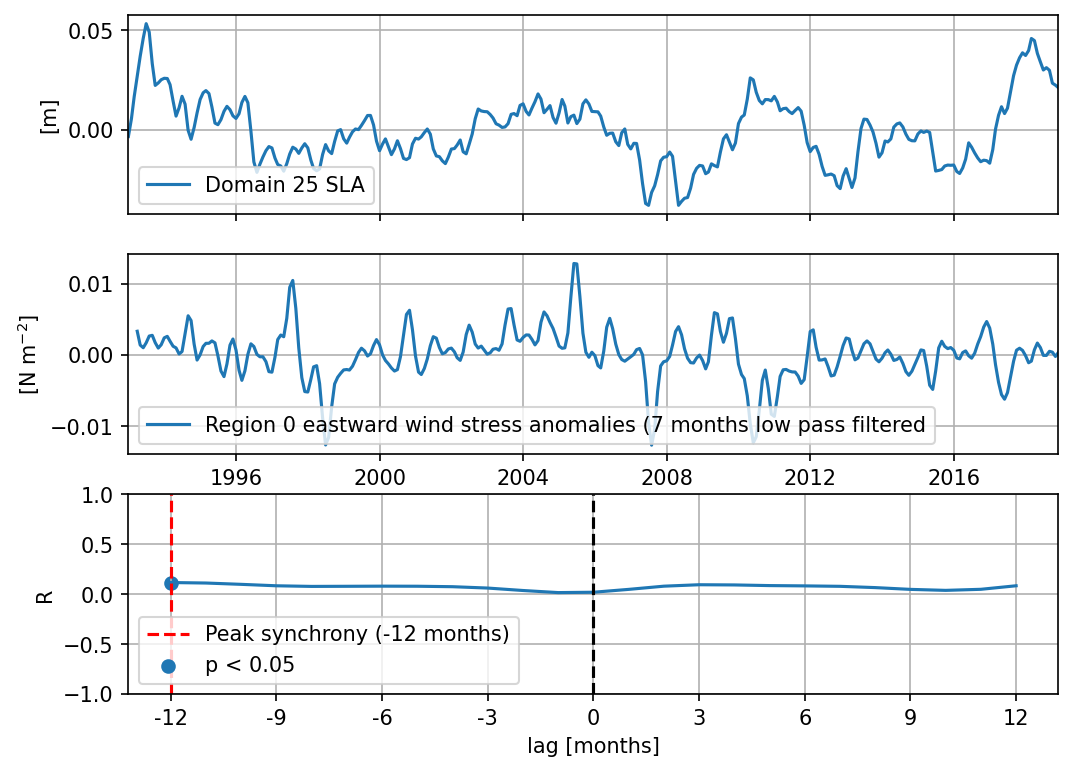 0.05
0.00
[m]
Domain 25 SLA
0.01
0.00
−0.01
[N m⁻²]
Region 0 eastward wind stress anomalies (7 months low pass filtered
1996 2000 2004 2008 2012 2016
1.0
0.5
0.0
−0.5
−1.0
R
Peak synchrony (-12 months)
p < 0.05
-12 -9 -6 -3 0 3 6 9 12
lag [months]